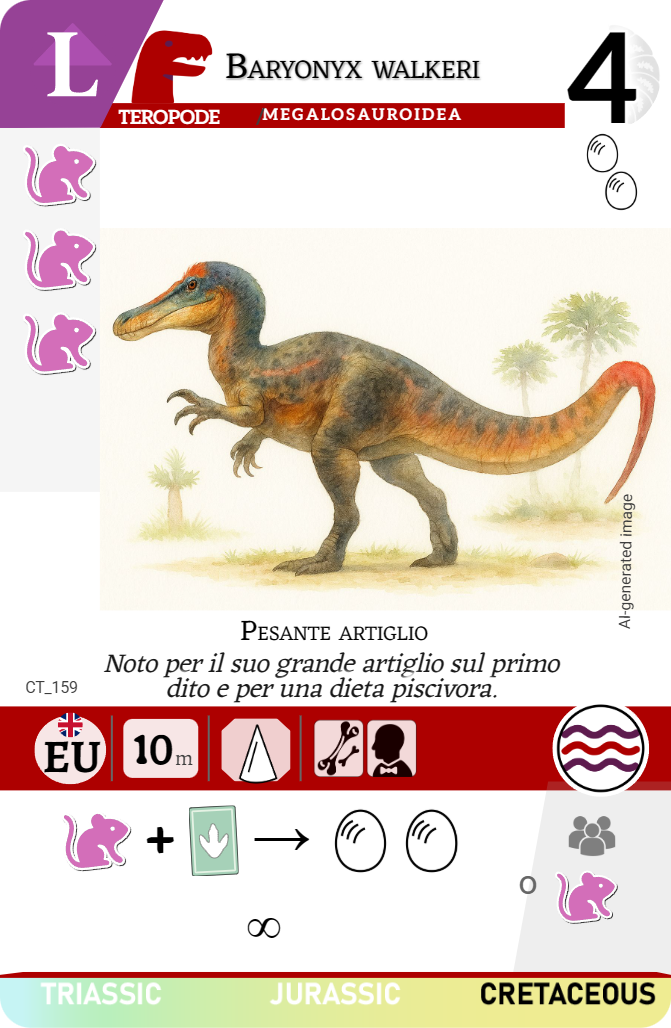 L
BARYONYX WALKERI
4
TEROPODE
MEGALOSAUROIDEA
AI-generated image
PESANTE ARTIGLIO
Noto per il suo grande artiglio sul primo
dito e per una dieta piscivora.
CT_159
EU
10 m
+ →
O
∞
TRIASSIC JURASSIC CRETACEOUS